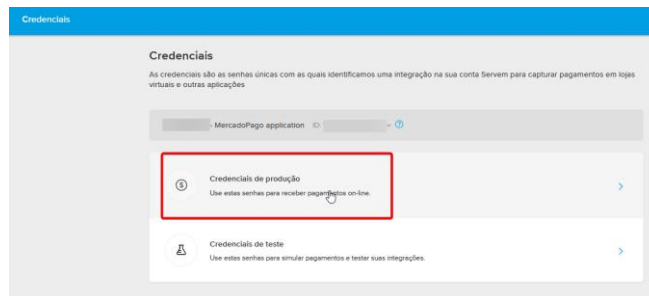 Credenciais
Credenciais
As credenciais são as senhas únicas com as quais identificamos uma integração na sua conta Servem para capturar pagamentos em lojas
virtuais e outras aplicações
- MercadoPago application ID:
Credenciais de produção
Use estas senhas para receber pagamentos on-line.
Credenciais de teste
Use estas senhas para simular pagamentos e testar suas integrações.